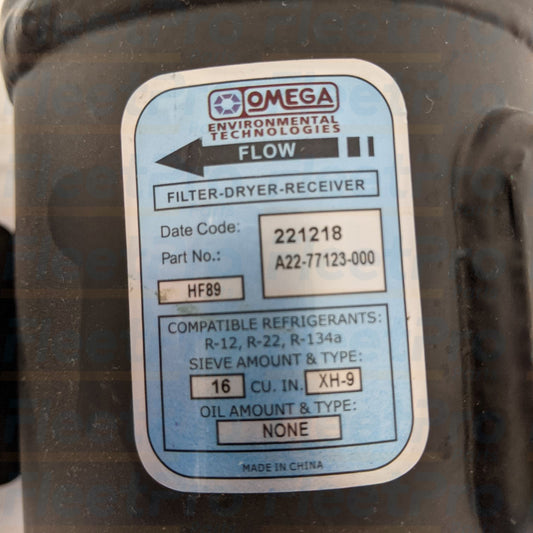 OMEGA
ENVIRONMENTAL
TECHNOLOGIES
FLOW
FILTER-DRYER-RECEIVER
Date Code: 221218
Part No.: A22-77123-000
HF89
COMPATIBLE REFRIGERANTS:
R-12, R-22, R-134a
SIEVE AMOUNT & TYPE:
16 CU. IN. XH-9
OIL AMOUNT & TYPE:
NONE
MADE IN CHINA